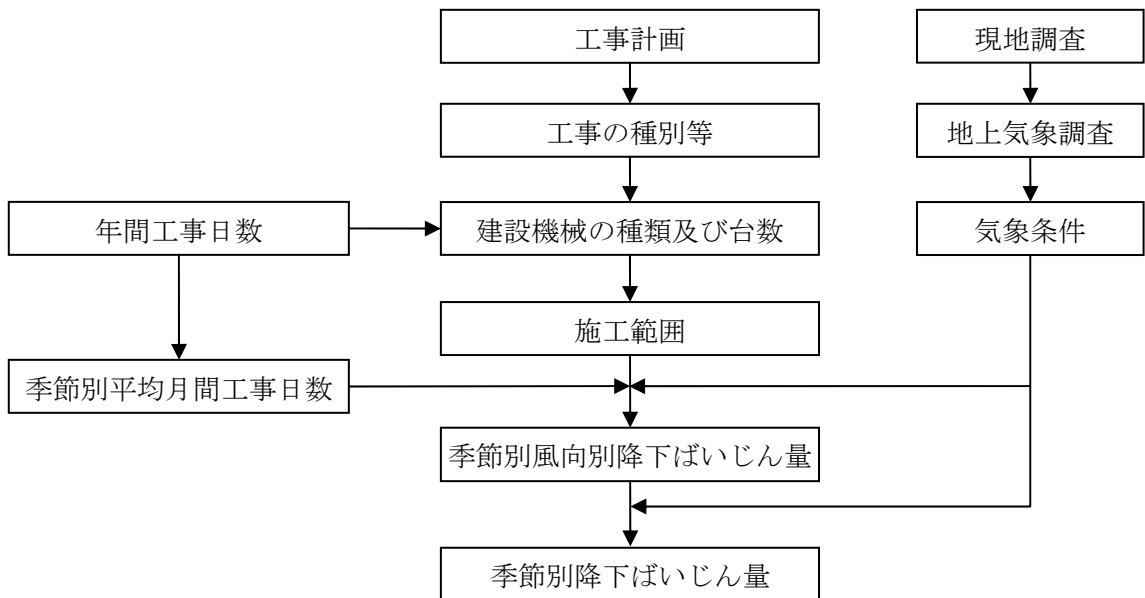 工事計画
現地調査
工事の種別等
地上気象調査
年間工事日数
建設機械の種類及び台数
気象条件
施工範囲
季節別平均月間工事日数
季節別風向別降下ばいじん量
季節別降下ばいじん量